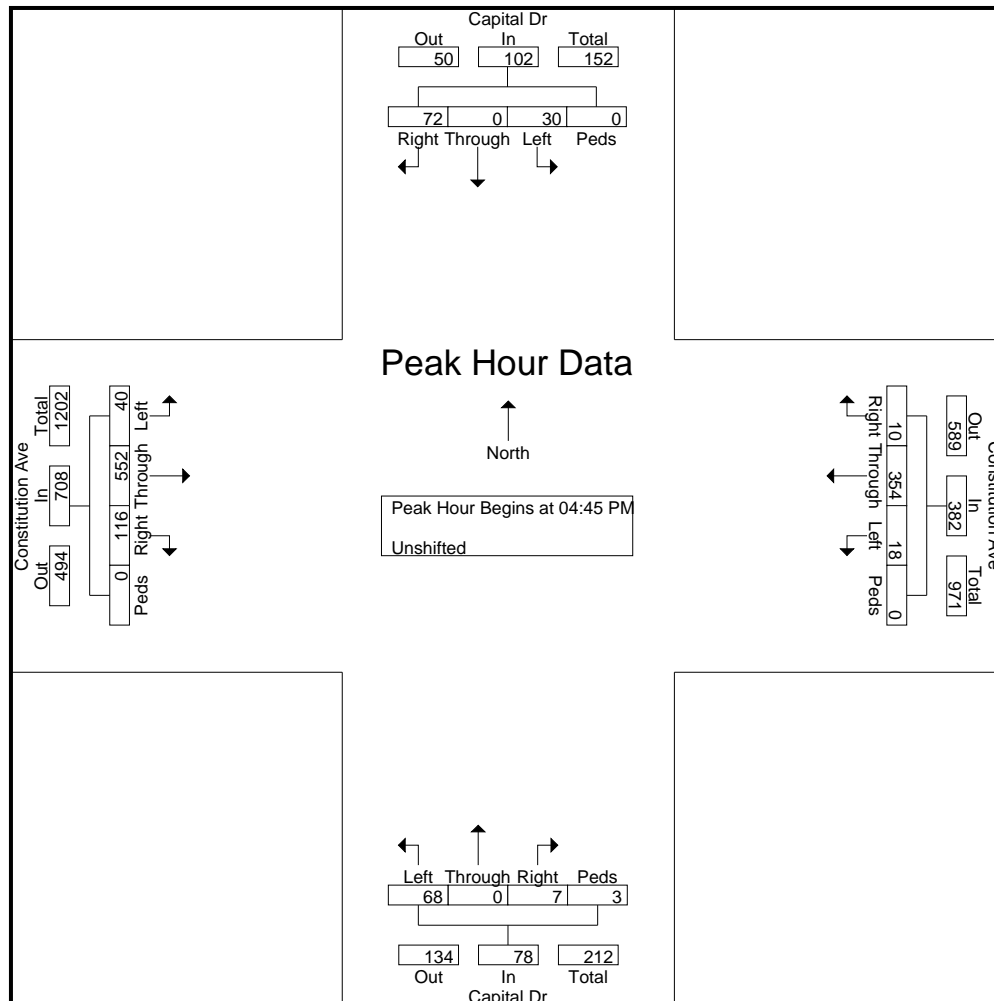 Capital Dr
Out In Total
50 102 152
72 0 30 0
Right Through Left Peds
Peak Hour Data
North
Peak Hour Begins at 04:45 PM
Unshifted
Constitution Ave
Out In Total
494 708 1202
Peds Right Through Left
0 116 552 40
Constitution Ave
Out In Total
589 382 971
10 354 18 0
Right Through Left Peds
Left Through Right Peds
68 0 7 3
134 78 212
Out In Total
Capital Dr